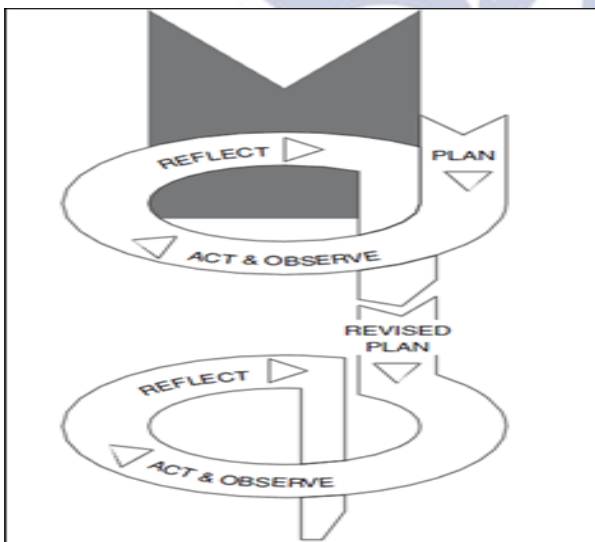 REFLECT
PLAN
ACT & OBSERVE
REVISED
PLAN
REFLECT
ACT & OBSERVE